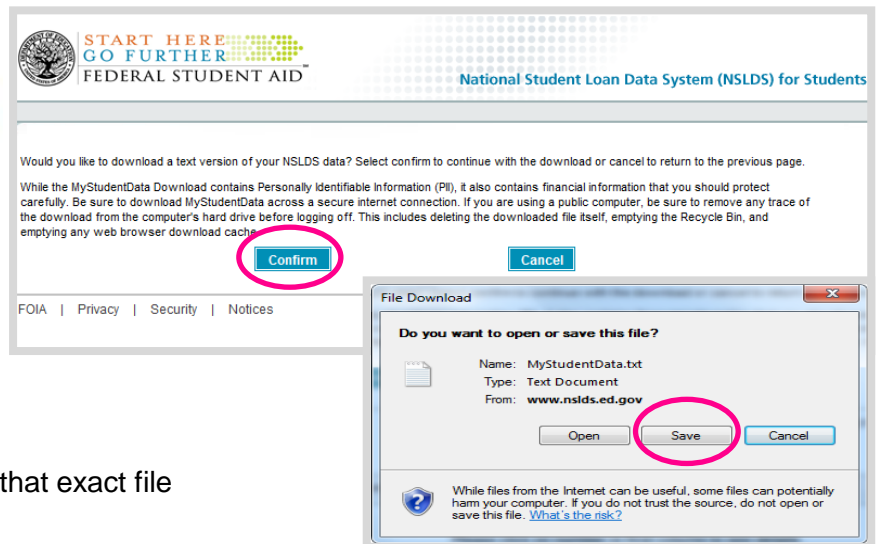 START HERE
GO FURTHER
FEDERAL STUDENT AID
National Student Loan Data System (NSLDS) for Students
Would you like to download a text version of your NSLDS data? Select confirm to continue with the download or cancel to return to the previous page.
While the MyStudentData Download contains Personally Identifiable Information (PII), it also contains financial information that you should protect
carefully. Be sure to download MyStudentData across a secure internet connection. If you are using a public computer, be sure to remove any trace of
the download from the computer's hard drive before logging off. This includes deleting the downloaded file itself, emptying the Recycle Bin, and
emptying any web browser download cache
Confirm
Cancel
FOIA | Privacy | Security | Notices
File Download
Do you want to open or save this file?
Name: MyStudentData.txt
Type: Text Document
From: www.nslds.ed.gov
Open
Save
Cancel
While files from the Internet can be useful, some files can potentially
harm your computer. If you do not trust the source, do not open or
save this file. What's the risk?
that exact file